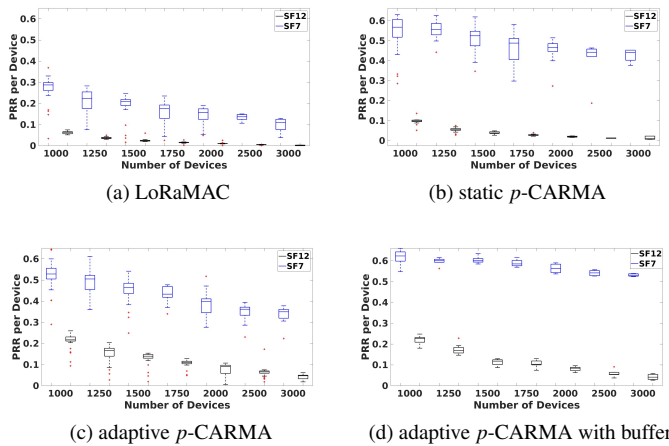 PRR per Device
0.6
0.5
0.4
0.3
0.2
0.1
0
SF12
SF7
1000 1250 1500 1750 2000 2500 3000
Number of Devices
(a) LoRaMAC
PRR per Device
0.6
0.5
0.4
0.3
0.2
0.1
0
SF12
SF7
1000 1250 1500 1750 2000 2500 3000
Number of Devices
(b) static p-CARMA
PRR per Device
0.6
0.5
0.4
0.3
0.2
0.1
0
SF12
SF7
1000 1250 1500 1750 2000 2500 3000
Number of Devices
(c) adaptive p-CARMA
PRR per Device
0.6
0.5
0.4
0.3
0.2
0.1
0
SF12
SF7
1000 1250 1500 1750 2000 2500 3000
Number of Devices
(d) adaptive p-CARMA with buffer